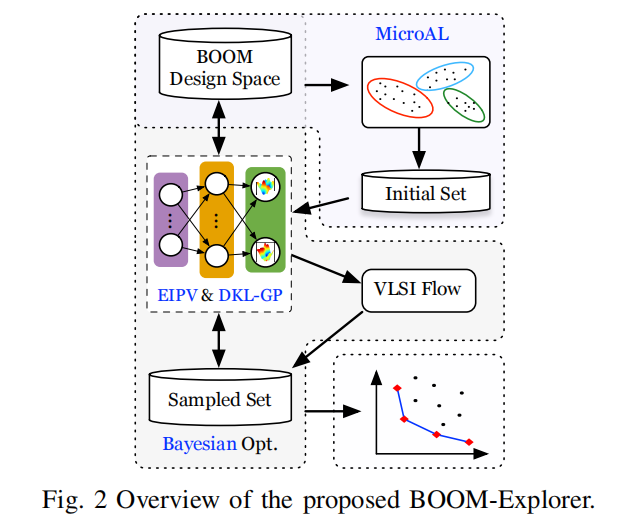 BOOM
Design Space
MicroAL
Initial Set
EIPV & DKL-GP
VLSI Flow
Sampled Set
Bayesian Opt.
Fig. 2 Overview of the proposed BOOM-Explorer.